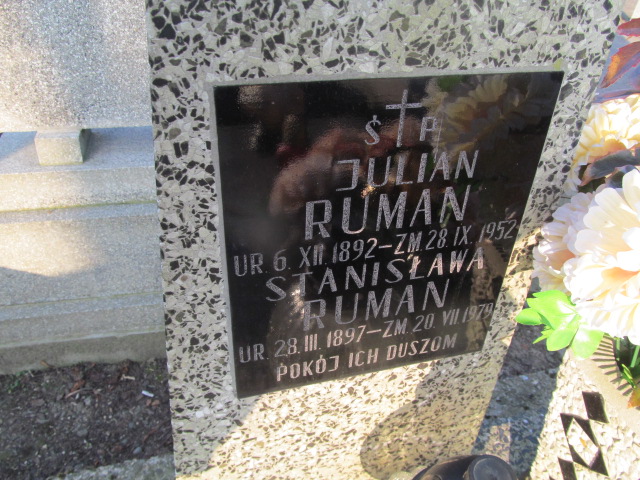 Ś P
JULIAN
RUMAN
UR. 6. XII. 1892 – ZM. 28. IX. 1952
STANISŁAWA
RUMAN
UR. 28. III. 1897 – ZM. 20. VII. 1979
POKÓJ ICH DUSZOM